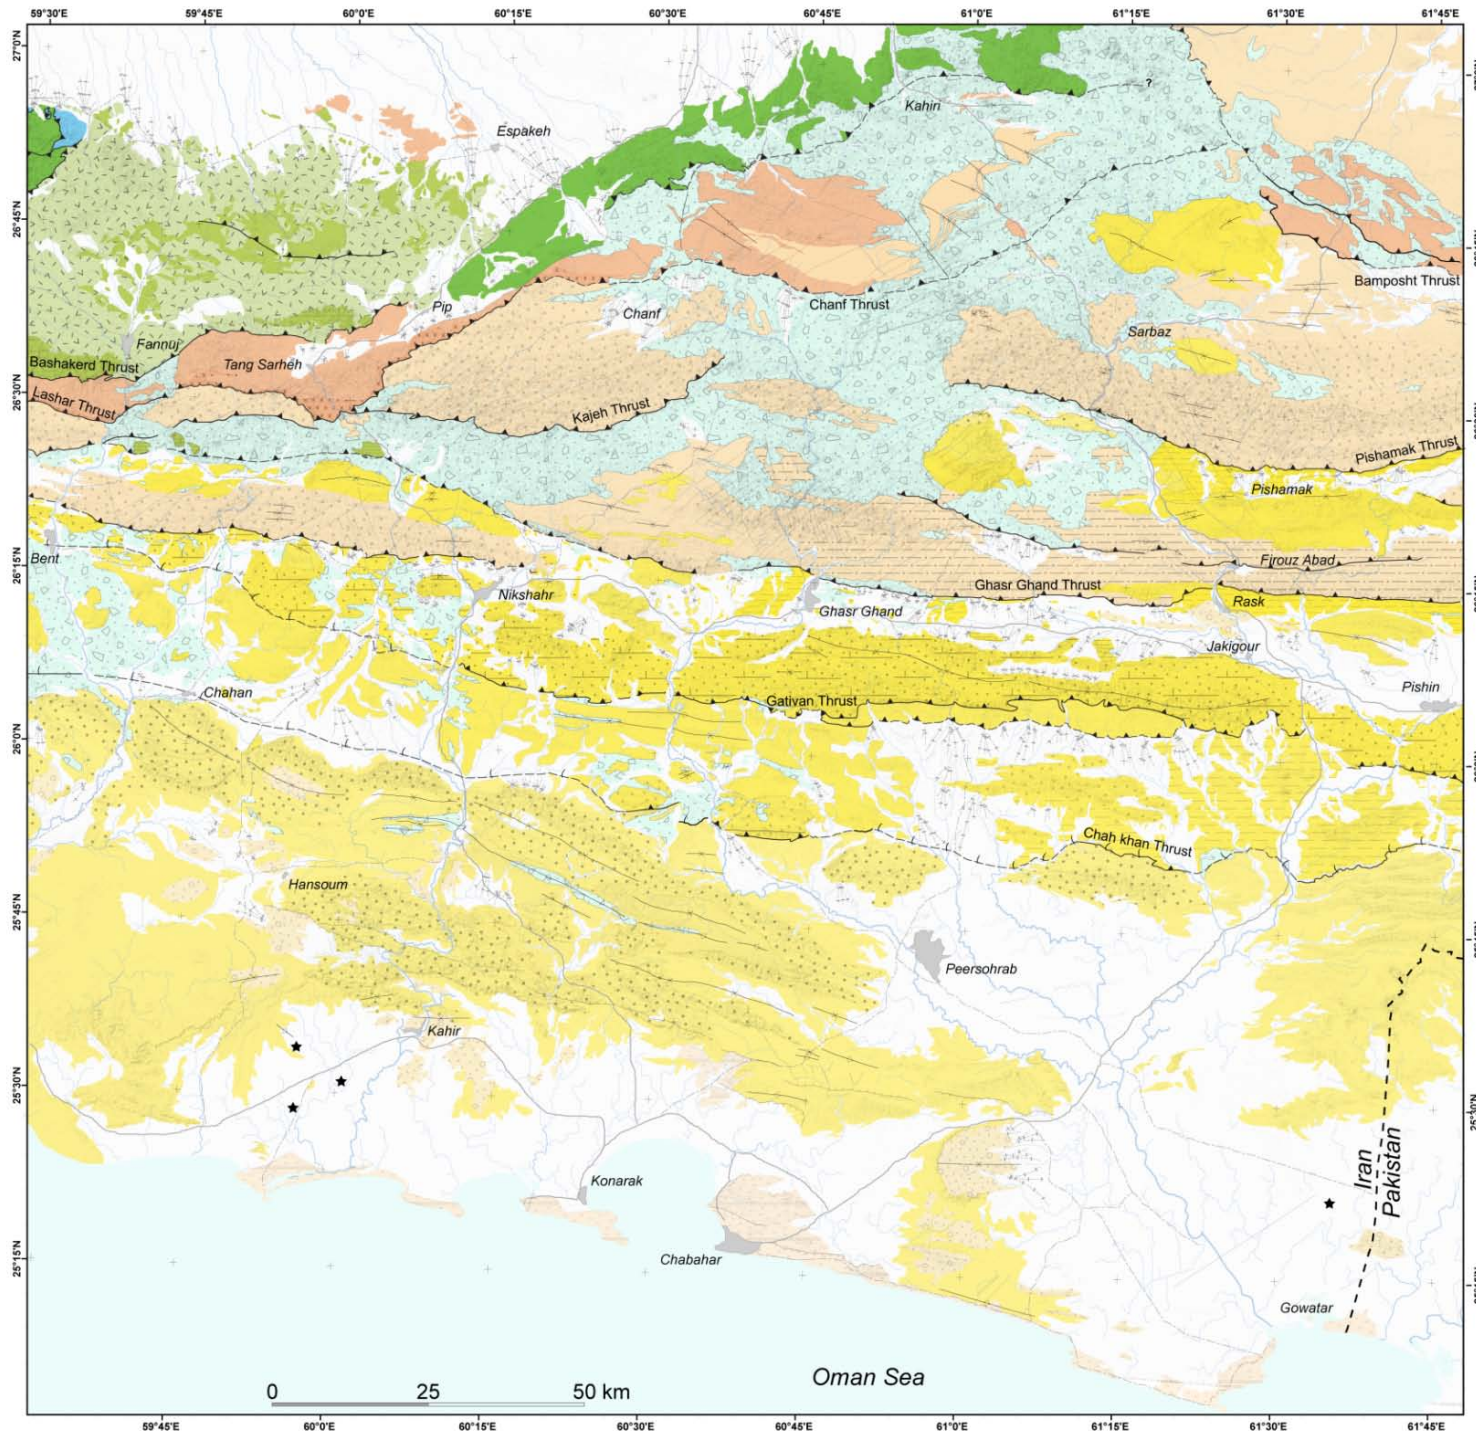 59°30'E 59°45'E 60°0'E 60°15'E 60°30'E 60°45'E 61°0'E 61°15'E 61°30'E 61°45'E
27°0'N
Kahiri
?
Espakeh
26°45'N
Bamposht Thrust
Pip
Chanf
Chanf Thrust
Sarbaz
Fannuj
Bashakerd Thrust
Tang Sarheh
26°30'N
Lashar Thrust
Kajeh Thrust
Pishamak Thrust
Pishamak
Bent
26°15'N
Firouz Abad
Ghasr Ghand Thrust
Nikshahr
Ghasr Ghand
Rask
Jakigour
Chahan
Pishin
Gativan Thrust
26°0'N
Chah khan Thrust
Hansoum
25°45'N
Peersohrab
Kahir
25°30'N
25°30'N
Iran
Pakistan
Konarak
25°15'N
Chabahar
Gowatar
Oman Sea
0 25 50 km
59°45'E 60°0'E 60°15'E 60°30'E 60°45'E 61°0'E 61°15'E 61°30'E 61°45'E